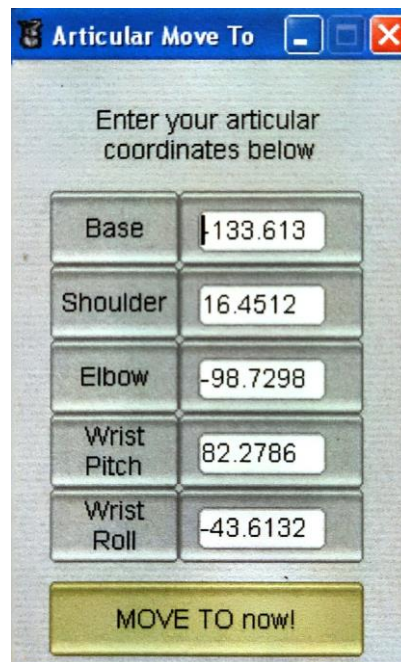 Articular Move To
Enter your articular
coordinates below
Base
-133.613
Shoulder
16.4512
Elbow
-98.7298
Wrist
Pitch
82.2786
Wrist
Roll
-43.6132
MOVE TO now!